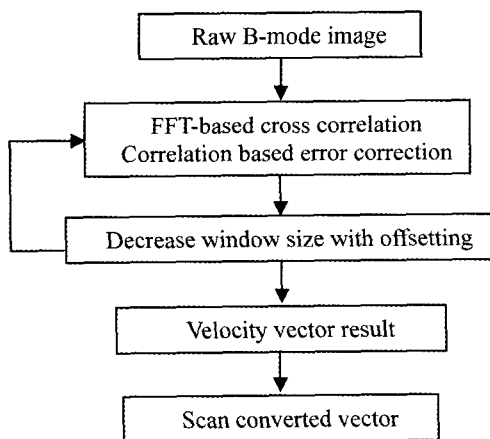 Raw B-mode image
FFT-based cross correlation
Correlation based error correction
Decrease window size with offsetting
Velocity vector result
Scan converted vector